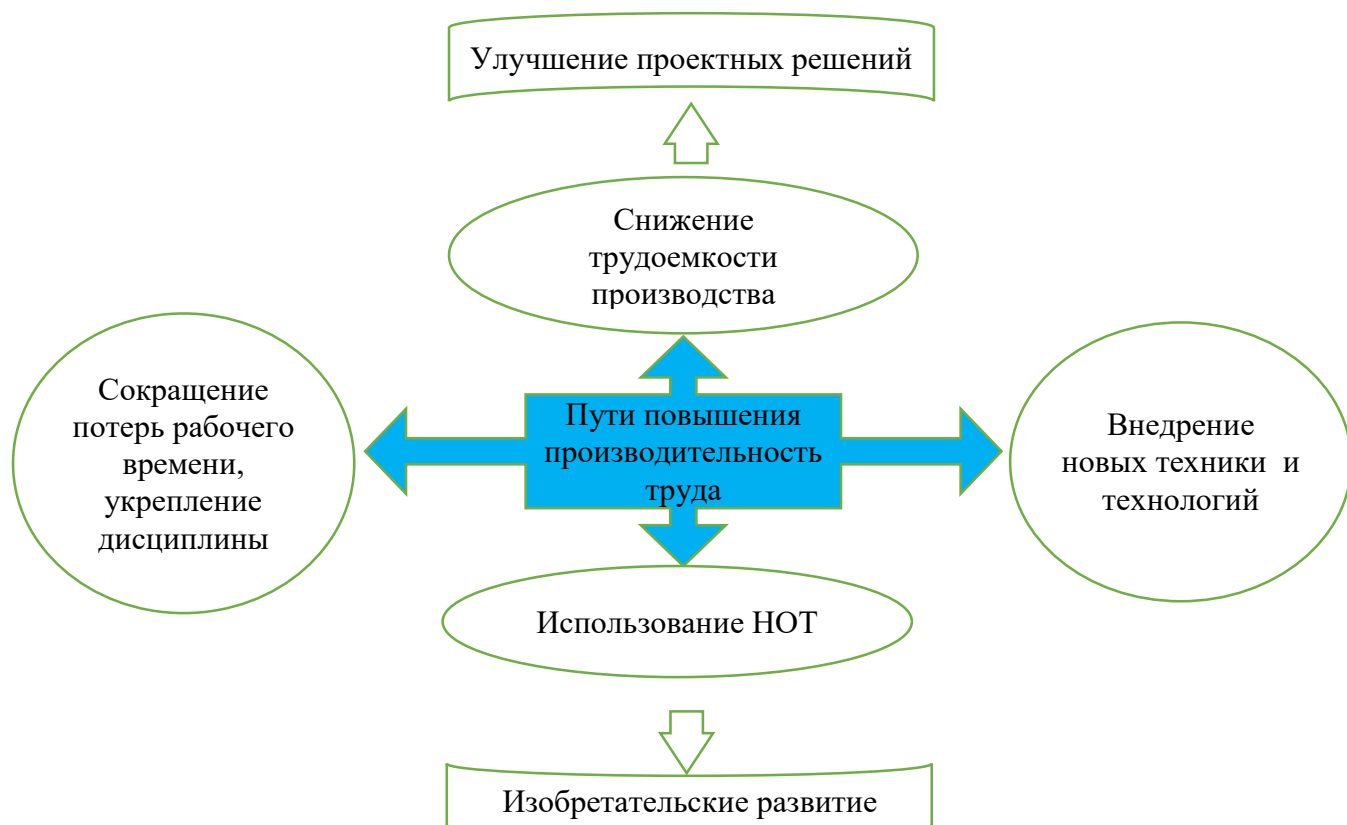 Улучшение проектных решений
Снижение
трудоемкости
производства
Сокращение
потерь рабочего
времени,
укрепление
дисциплины
Пути повышения
производительность
труда
Внедрение
новых техники и
технологий
Использование НОТ
Изобретательские развитие